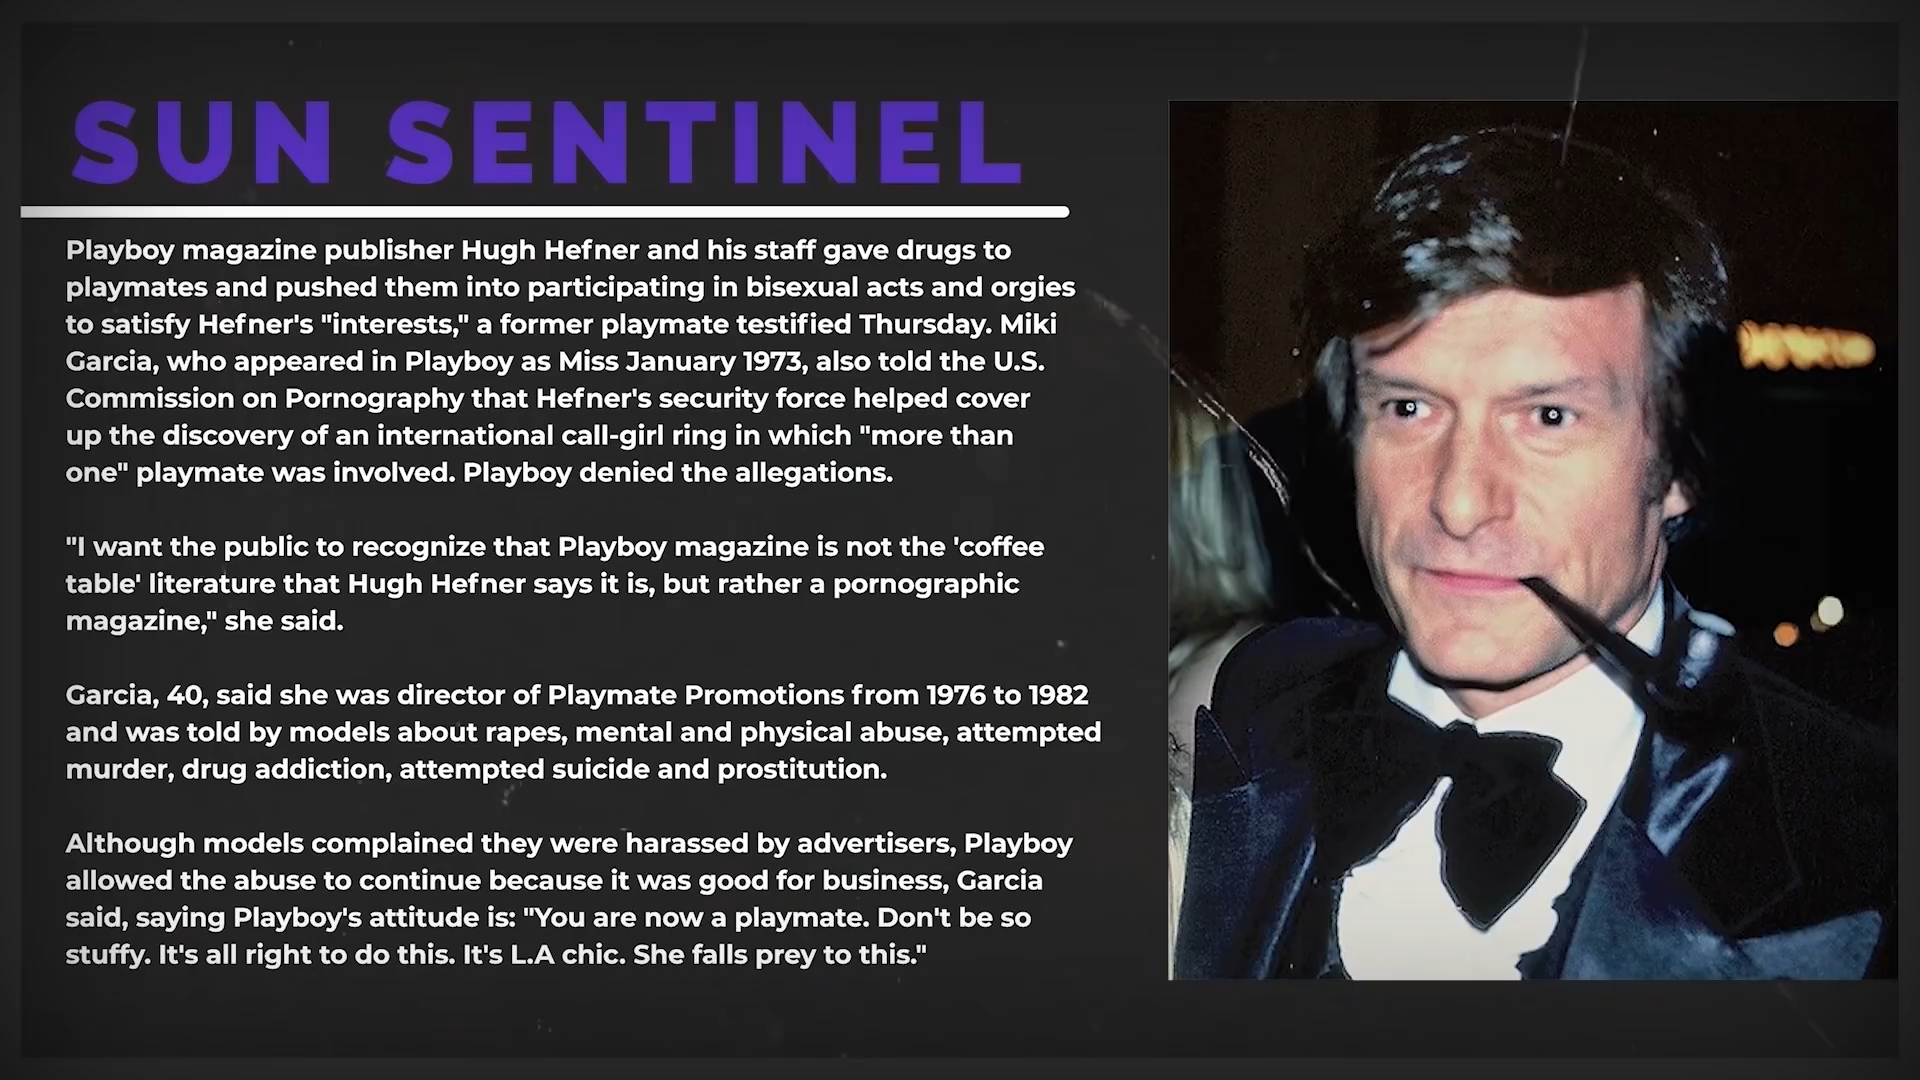 SUN SENTINEL
Playboy magazine publisher Hugh Hefner and his staff gave drugs to
playmates and pushed them into participating in bisexual acts and orgies
to satisfy Hefner's "interests," a former playmate testified Thursday. Miki
Garcia, who appeared in Playboy as Miss January 1973, also told the U.S.
Commission on Pornography that Hefner's security force helped cover
up the discovery of an international call-girl ring in which "more than
one" playmate was involved. Playboy denied the allegations.
"I want the public to recognize that Playboy magazine is not the 'coffee
table' literature that Hugh Hefner says it is, but rather a pornographic
magazine," she said.
Garcia, 40, said she was director of Playmate Promotions from 1976 to 1982
and was told by models about rapes, mental and physical abuse, attempted
murder, drug addiction, attempted suicide and prostitution.
Although models complained they were harassed by advertisers, Playboy
allowed the abuse to continue because it was good for business, Garcia
said, saying Playboy's attitude is: "You are now a playmate. Don't be so
stuffy. It's all right to do this. It's L.A chic. She falls prey to this."